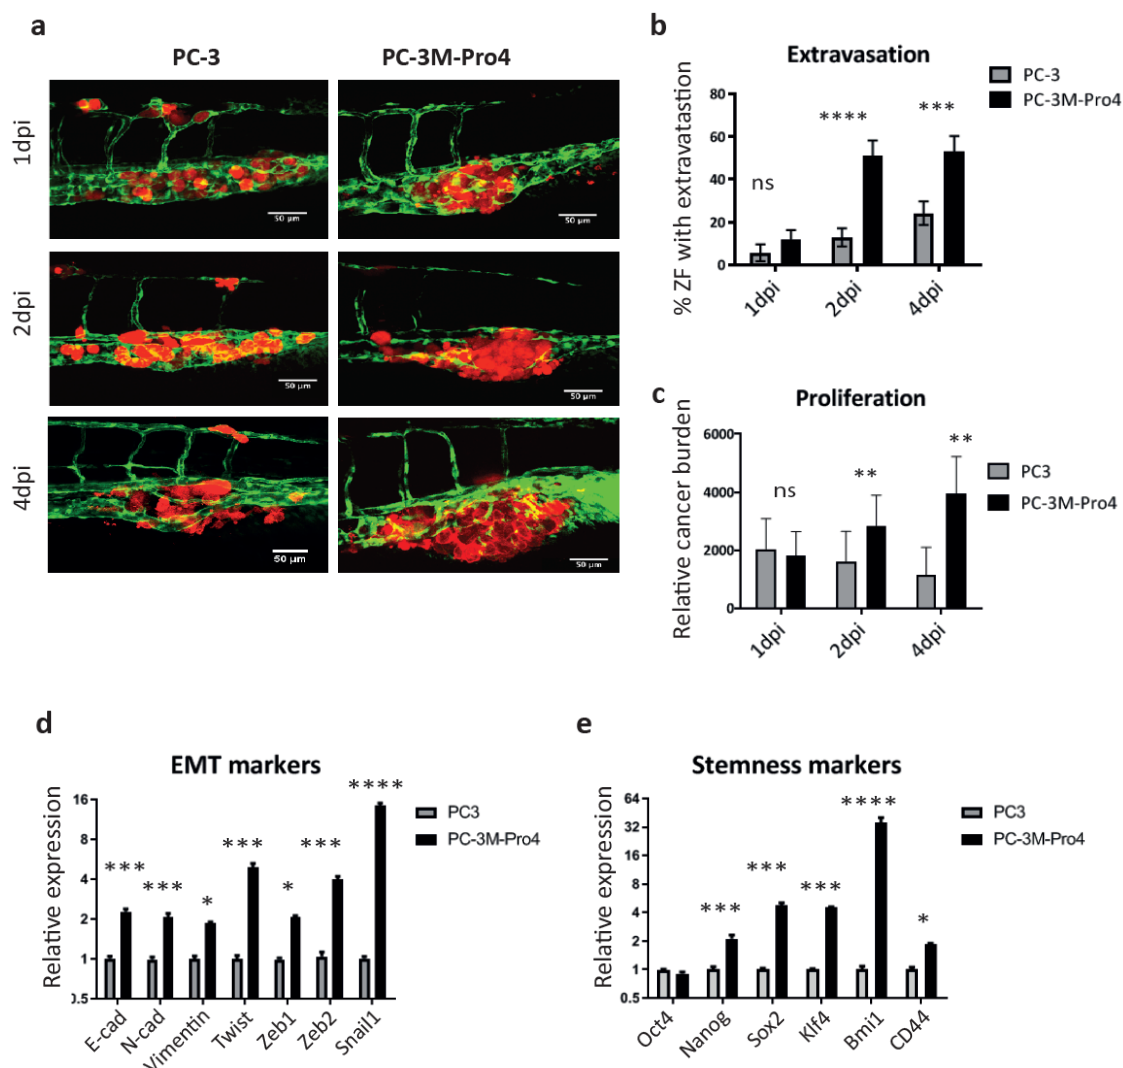 a
PC-3
PC-3M-Pro4
1dpi
50 µm
50 µm
2dpi
50 µm
50 µm
4dpi
50 µm
50 µm
b
Extravasation
PC-3
PC-3M-Pro4
% ZF with extravatastion
80
60
40
20
0
ns
****
***
1dpi
2dpi
4dpi
c
Proliferation
PC3
PC-3M-Pro4
Relative cancer burden
6000
4000
2000
0
ns
**
**
1dpi
2dpi
4dpi
d
EMT markers
PC3
PC-3M-Pro4
Relative expression
16
8
4
2
1
0.5
***
***
*
***
*
***
****
E-cad
N-cad
Vimentin
Twist
Zeb1
Zeb2
Snail1
e
Stemness markers
PC3
PC-3M-Pro4
Relative expression
64
32
16
8
4
2
1
0.5
***
***
***
****
*
Oct4
Nanog
Sox2
Klf4
Bmi1
CD44